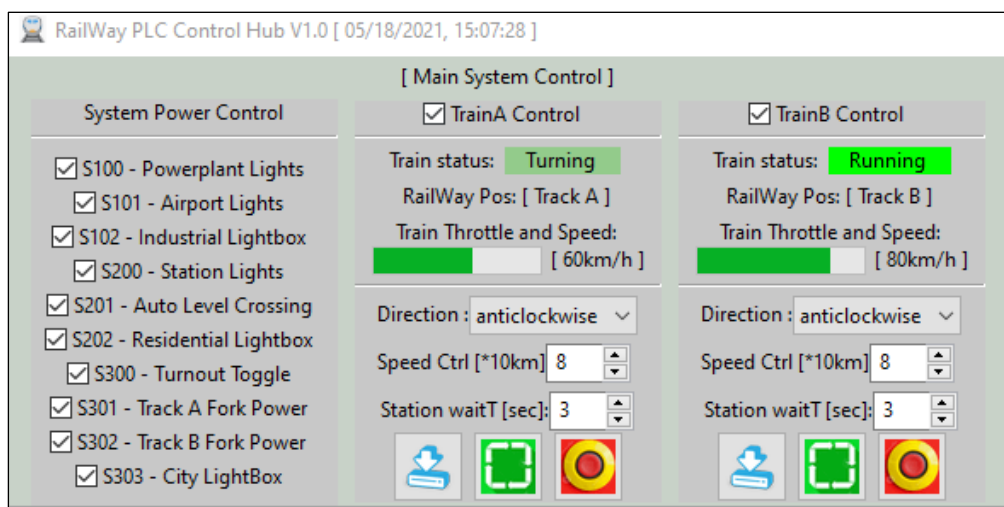 RailWay PLC Control Hub V1.0 [ 05/18/2021, 15:07:28 ]
[ Main System Control ]
System Power Control
S100 - Powerplant Lights
S101 - Airport Lights
S102 - Industrial Lightbox
S200 - Station Lights
S201 - Auto Level Crossing
S202 - Residential Lightbox
S300 - Turnout Toggle
S301 - Track A Fork Power
S302 - Track B Fork Power
S303 - City LightBox
TrainA Control
Train status: Turning
RailWay Pos: [ Track A ]
Train Throttle and Speed:
[ 60km/h ]
Direction : anticlockwise
Speed Ctrl [*10km] 8
Station waitT [sec]: 3
TrainB Control
Train status: Running
RailWay Pos: [ Track B ]
Train Throttle and Speed:
[ 80km/h ]
Direction : anticlockwise
Speed Ctrl [*10km] 8
Station waitT [sec]: 3